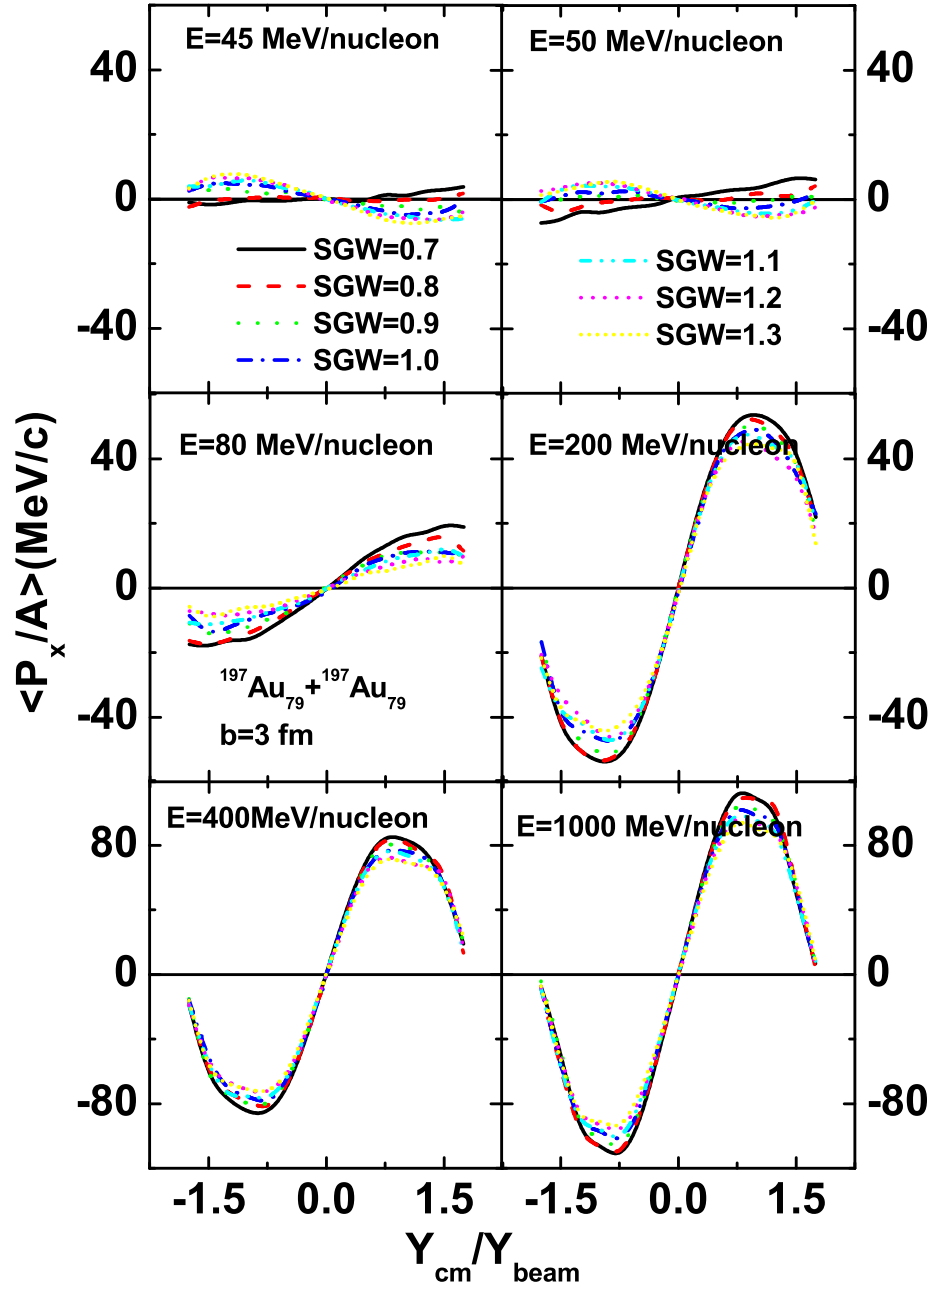 E=45 MeV/nucleon
E=50 MeV/nucleon
40
40
0
0
SGW=0.7
SGW=0.8
SGW=0.9
SGW=1.0
SGW=1.1
SGW=1.2
SGW=1.3
-40
-40
<Pₓ/A>(MeV/c)
E=80 MeV/nucleon
E=200 MeV/nucleon
40
40
0
0
¹⁹⁷Au₇₉+¹⁹⁷Au₇₉
b=3 fm
-40
-40
E=400MeV/nucleon
E=1000 MeV/nucleon
80
80
0
0
-80
-80
-1.5 0.0 1.5 -1.5 0.0 1.5
Y_cm/Y_beam